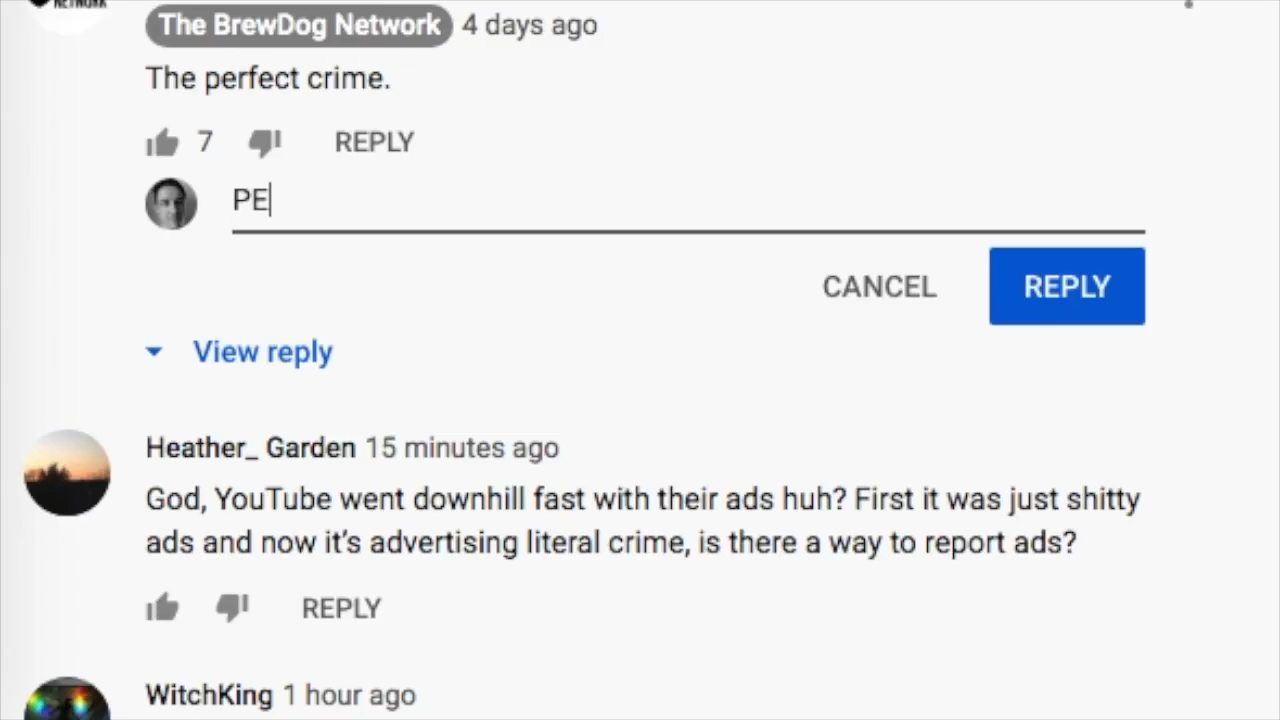 NETWORK
The BrewDog Network 4 days ago
The perfect crime.
7 REPLY
PE
CANCEL REPLY
View reply
Heather_ Garden 15 minutes ago
God, YouTube went downhill fast with their ads huh? First it was just shitty
ads and now it's advertising literal crime, is there a way to report ads?
REPLY
WitchKing 1 hour ago